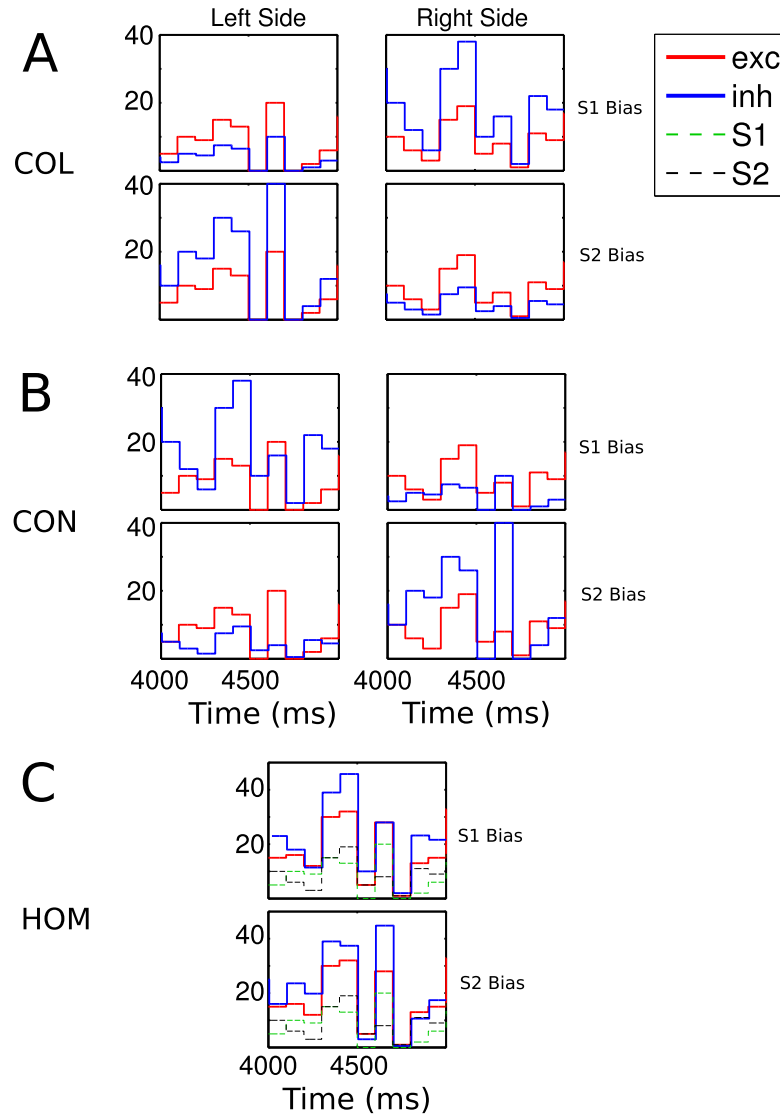 Left Side
Right Side
A
COL
40
20
S1 Bias
exc
inh
S1
S2
40
20
S2 Bias
B
CON
40
20
S1 Bias
40
20
S2 Bias
4000
4500
4000
4500
Time (ms)
Time (ms)
C
HOM
40
20
S1 Bias
40
20
S2 Bias
4000
4500
Time (ms)